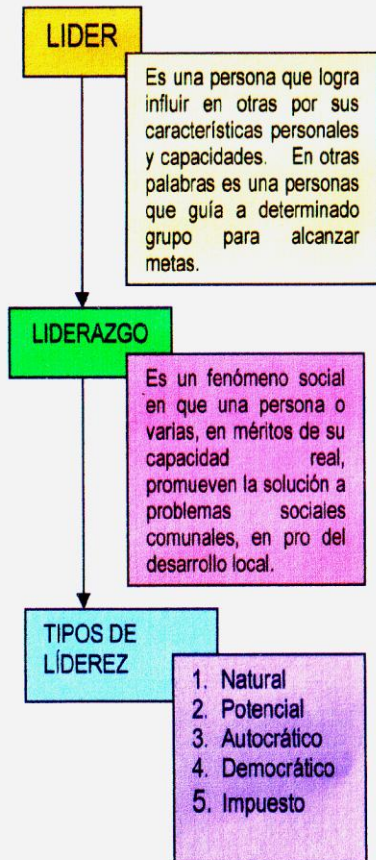 LIDER
Es una persona que logra
influir en otras por sus
características personales
y capacidades. En otras
palabras es una personas
que guía a determinado
grupo para alcanzar
metas.
LIDERAZGO
Es un fenómeno social
en que una persona o
varias, en méritos de su
capacidad real,
promueven la solución a
problemas sociales
comunales, en pro del
desarrollo local.
TIPOS DE
LÍDEREZ
1. Natural
2. Potencial
3. Autocrático
4. Democrático
5. Impuesto